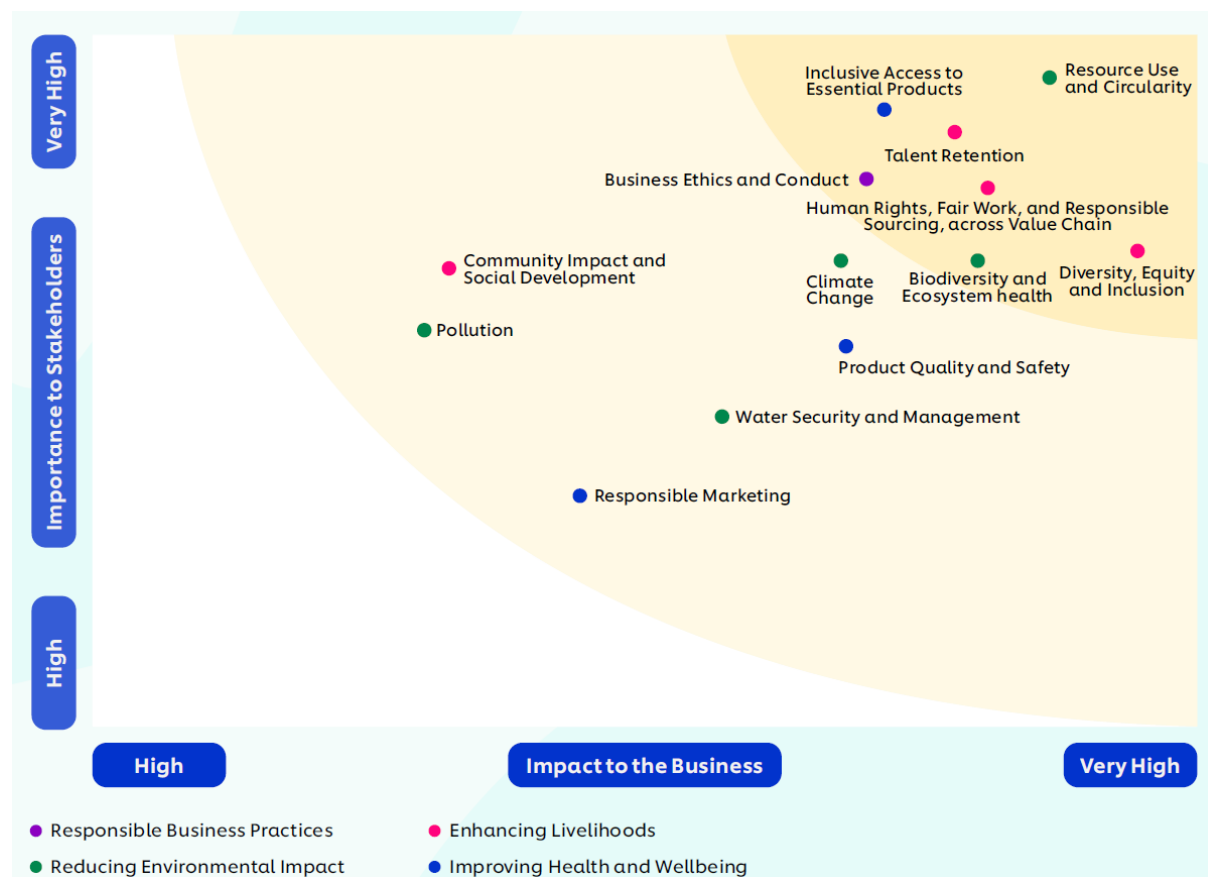 Very High
Importance to Stakeholders
High
Inclusive Access to
Essential Products
Resource Use
and Circularity
Talent Retention
Business Ethics and Conduct
Human Rights, Fair Work, and Responsible
Sourcing, across Value Chain
Community Impact and
Social Development
Climate
Change
Biodiversity and
Ecosystem health
Diversity, Equity
and Inclusion
Pollution
Product Quality and Safety
Water Security and Management
Responsible Marketing
High
Impact to the Business
Very High
Responsible Business Practices
Enhancing Livelihoods
Reducing Environmental Impact
Improving Health and Wellbeing